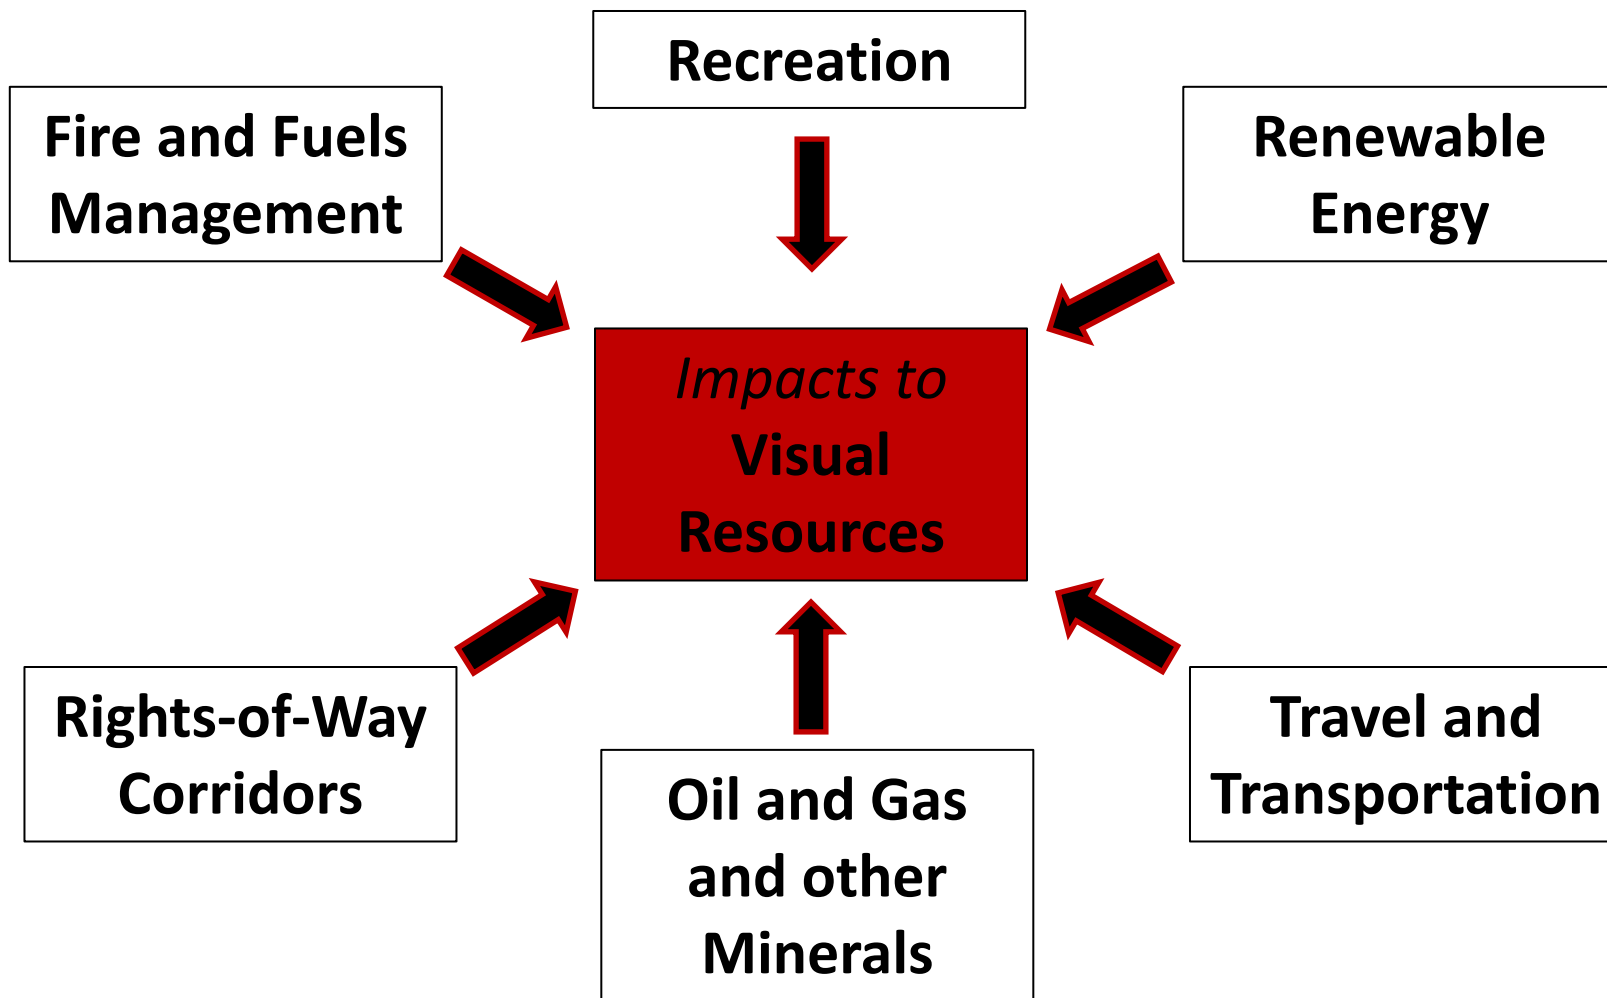 Recreation
Fire and Fuels
Management
Renewable
Energy
Impacts to
Visual
Resources
Rights-of-Way
Corridors
Oil and Gas
and other
Minerals
Travel and
Transportation